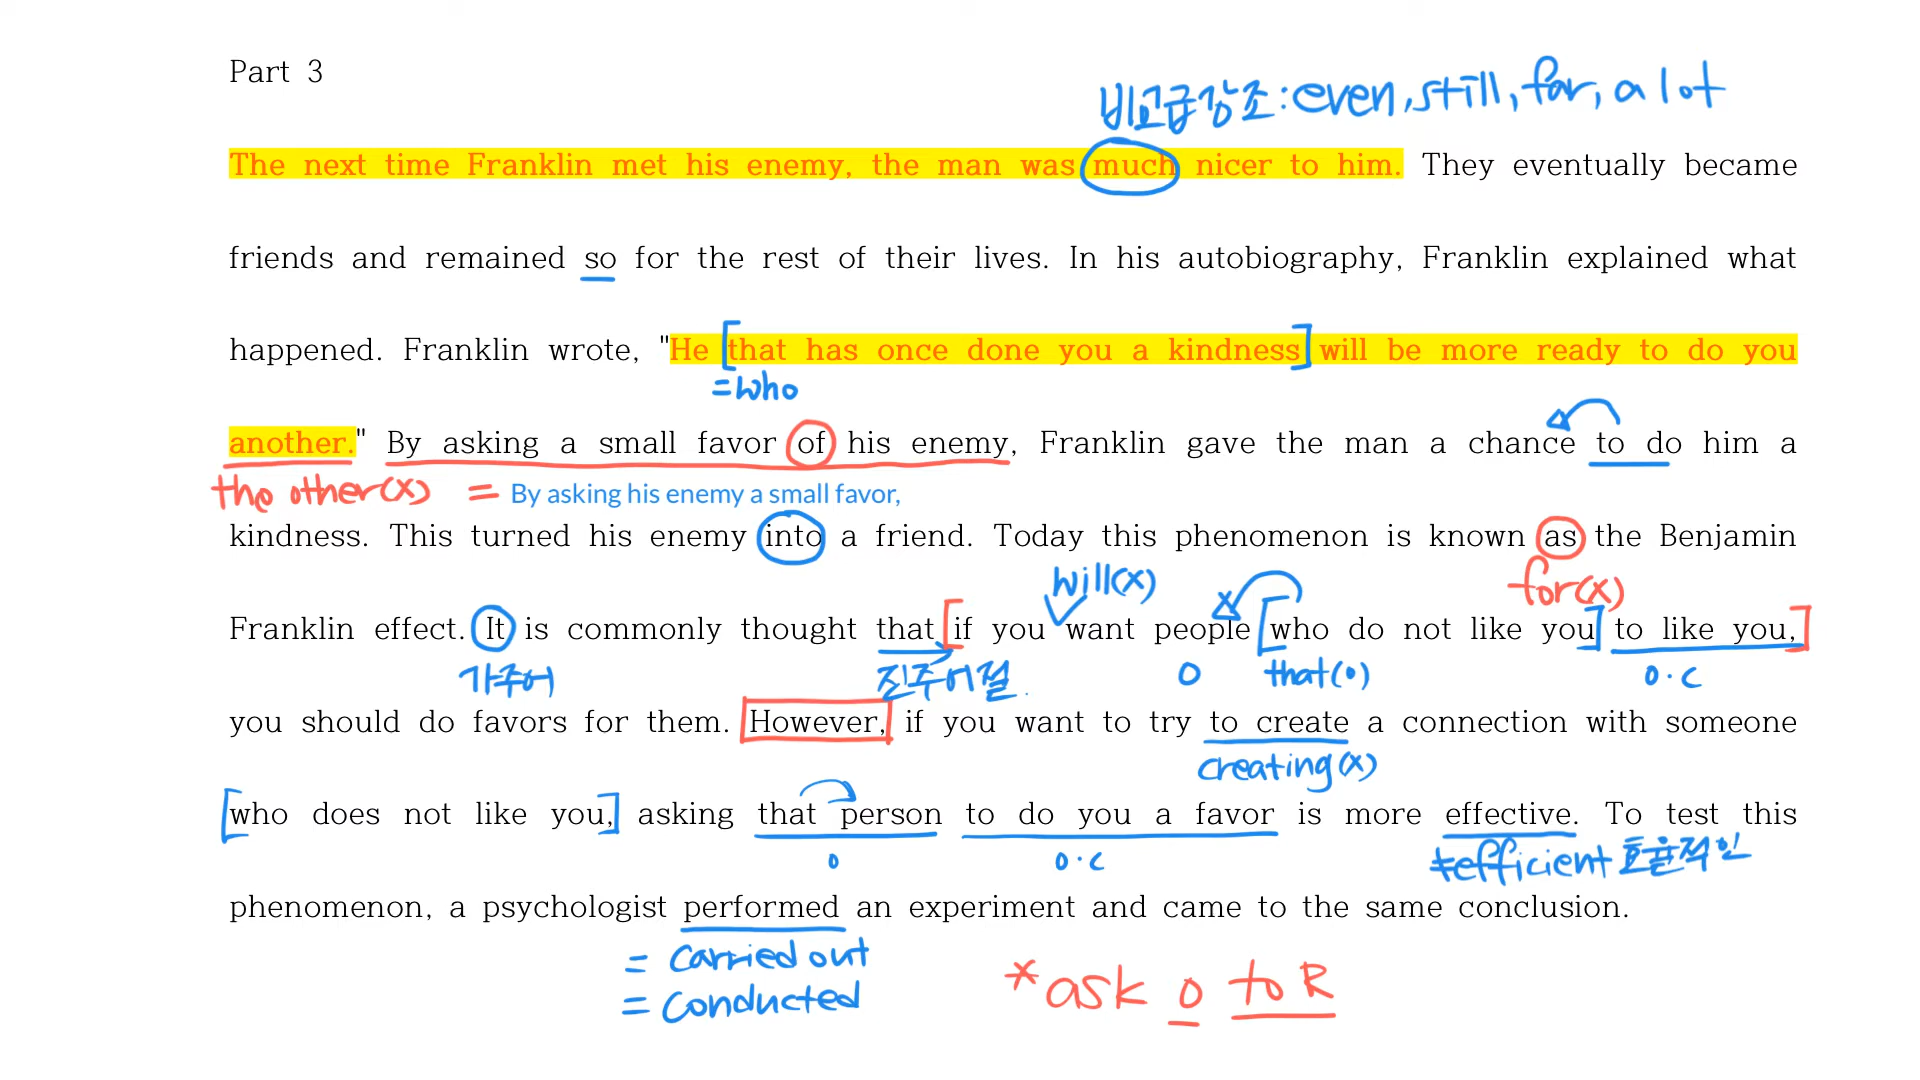 Part 3
비교급강조: even, still, far, a lot
The next time Franklin met his enemy, the man was much nicer to him. They eventually became
friends and remained so for the rest of their lives. In his autobiography, Franklin explained what
happened. Franklin wrote, "He [that has once done you a kindness] will be more ready to do you
=who
another." By asking a small favor of his enemy, Franklin gave the man a chance to do him a
the other(x) = By asking his enemy a small favor,
kindness. This turned his enemy into a friend. Today this phenomenon is known as the Benjamin
will(x) for(x)
Franklin effect. It is commonly thought that [if you want people [who do not like you] to like you,]
가주어 진주어절. O that(o) O·C
you should do favors for them. However, if you want to try to create a connection with someone
creating(x)
[who does not like you,] asking that person to do you a favor is more effective. To test this
O O·C ≠efficient 효율적인
phenomenon, a psychologist performed an experiment and came to the same conclusion.
= Carried out
= Conducted
*ask O to R